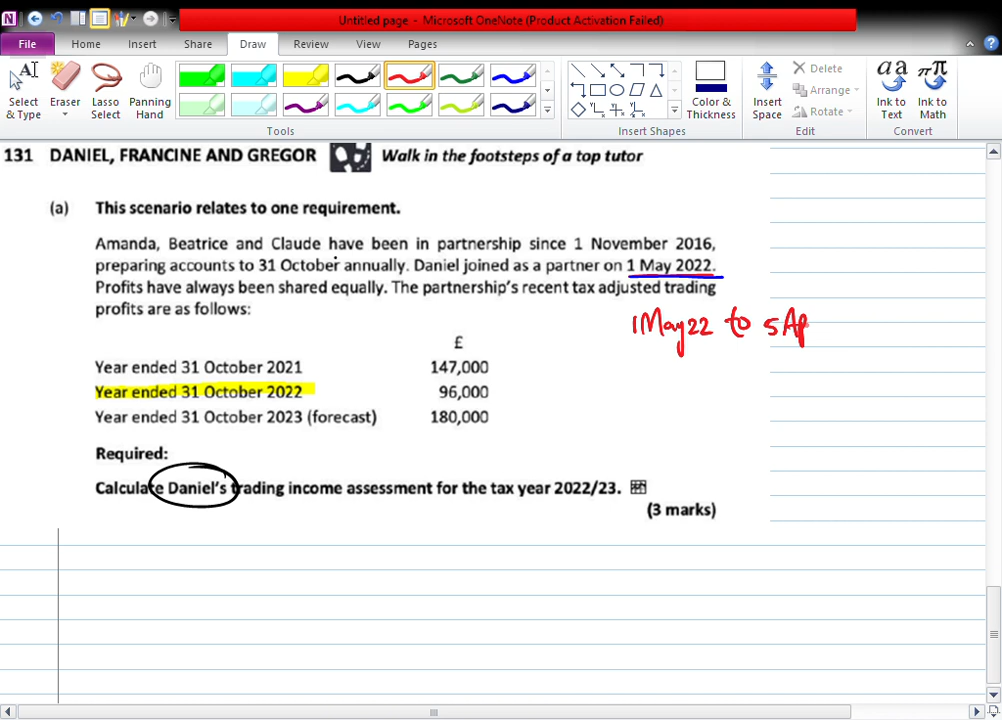 Untitled page - Microsoft OneNote (Product Activation Failed)
File Home Insert Share Draw Review View Pages
Select & Type Eraser Lasso Select Panning Hand Color & Thickness Insert Space Delete Arrange Rotate Ink to Text Ink to Math
Tools Insert Shapes Edit Convert
131 DANIEL, FRANCINE AND GREGOR Walk in the footsteps of a top tutor
(a) This scenario relates to one requirement.
Amanda, Beatrice and Claude have been in partnership since 1 November 2016,
preparing accounts to 31 October annually. Daniel joined as a partner on 1 May 2022.
Profits have always been shared equally. The partnership's recent tax adjusted trading
profits are as follows:
1May22 to 5Ap
£
Year ended 31 October 2021 147,000
Year ended 31 October 2022 96,000
Year ended 31 October 2023 (forecast) 180,000
Required:
Calculate Daniel's trading income assessment for the tax year 2022/23.
(3 marks)